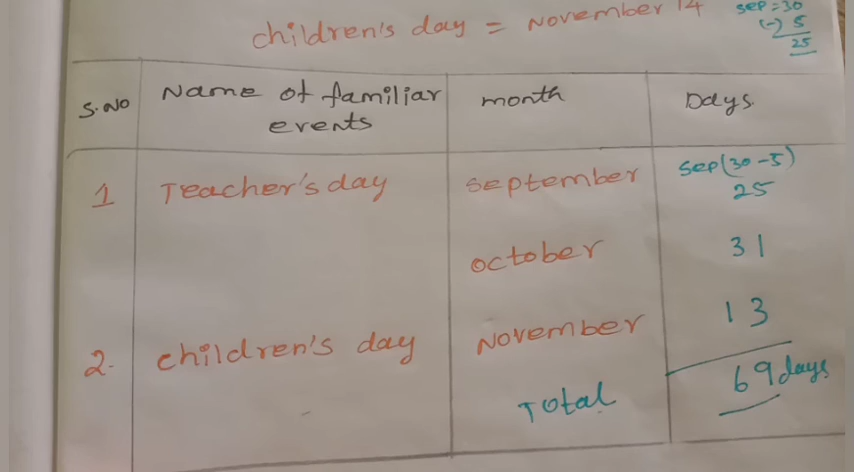 children's day = November 14
sep = 30
(-) 5
25
S.No Name of familiar events month Days.
1 Teacher's day september sep(30-5) 25
october 31
2. children's day November 13
Total 69 days